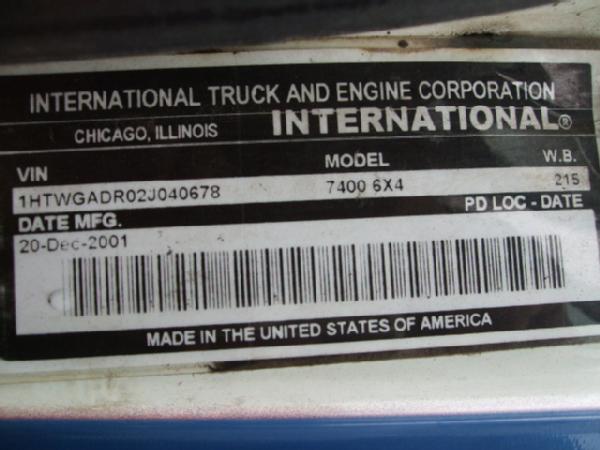 INTERNATIONAL TRUCK AND ENGINE CORPORATION
CHICAGO, ILLINOIS INTERNATIONAL®
VIN MODEL W.B.
1HTWGADR02J040678 7400 6X4 215
DATE MFG. PD LOC - DATE
20-Dec-2001
MADE IN THE UNITED STATES OF AMERICA